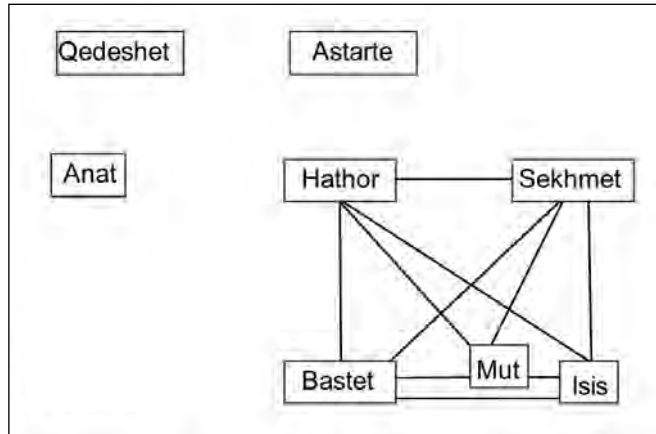 Qedeshet
Astarte
Anat
Hathor
Sekhmet
Bastet
Mut
Isis